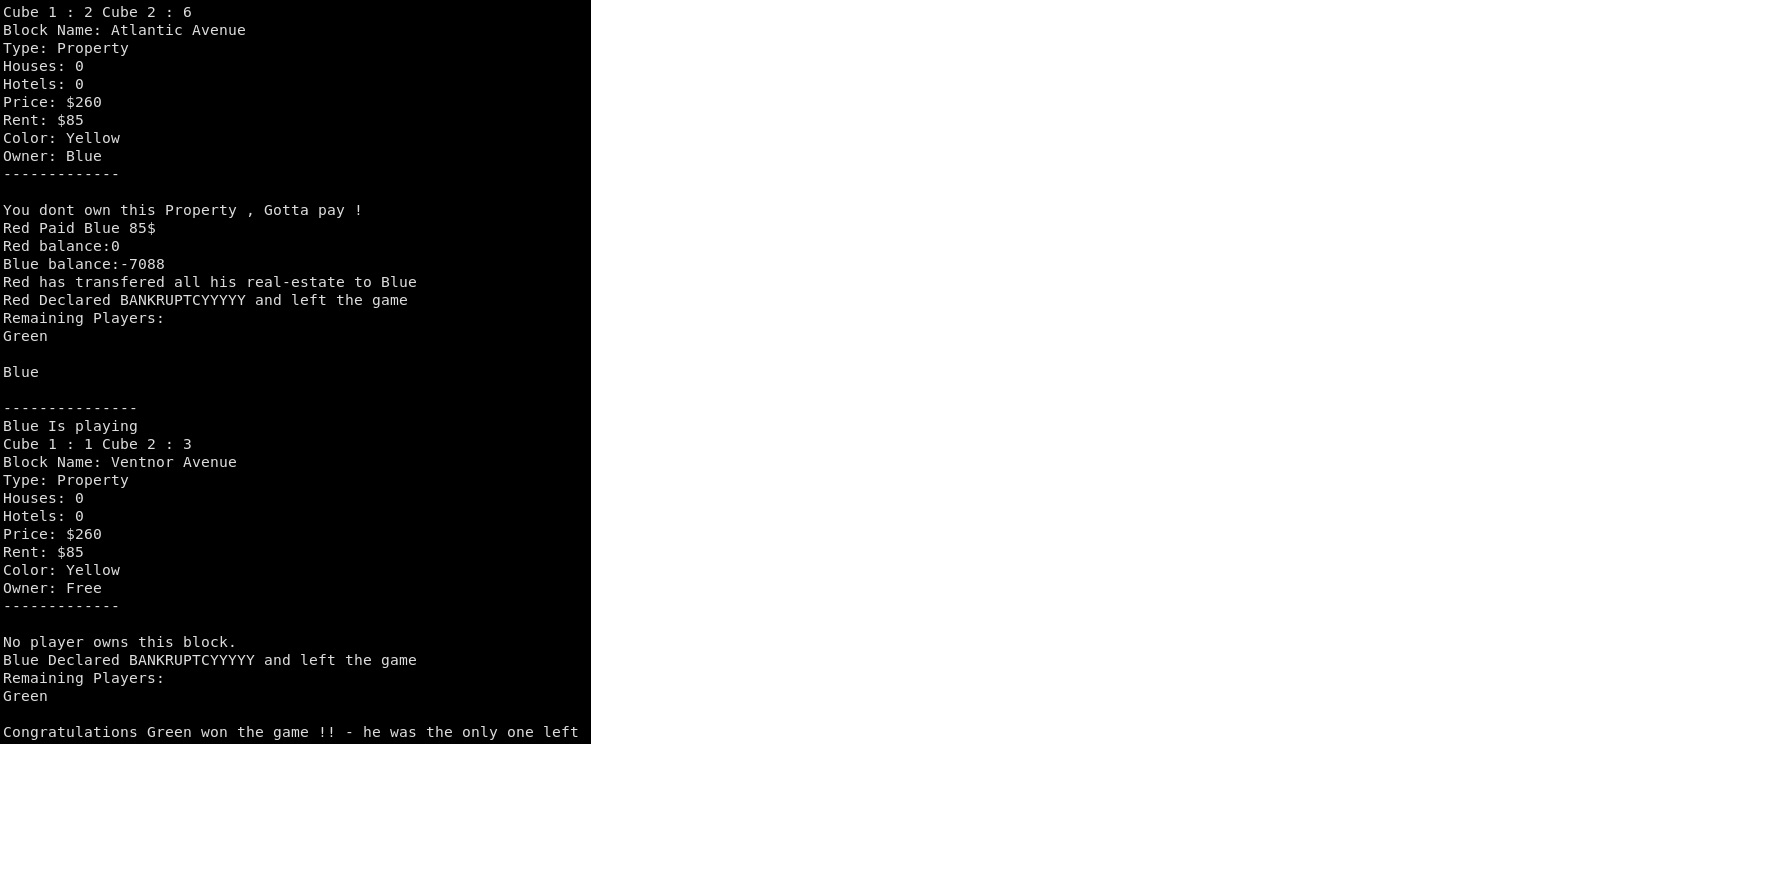 Cube 1 : 2 Cube 2 : 6
Block Name: Atlantic Avenue
Type: Property
Houses: 0
Hotels: 0
Price: $260
Rent: $85
Color: Yellow
Owner: Blue
-------------
You dont own this Property , Gotta pay !
Red Paid Blue 85$
Red balance:0
Blue balance:-7088
Red has transfered all his real-estate to Blue
Red Declared BANKRUPTCYYYYY and left the game
Remaining Players:
Green
Blue
---------------
Blue Is playing
Cube 1 : 1 Cube 2 : 3
Block Name: Ventnor Avenue
Type: Property
Houses: 0
Hotels: 0
Price: $260
Rent: $85
Color: Yellow
Owner: Free
-------------
No player owns this block.
Blue Declared BANKRUPTCYYYYY and left the game
Remaining Players:
Green
Congratulations Green won the game !! - he was the only one left